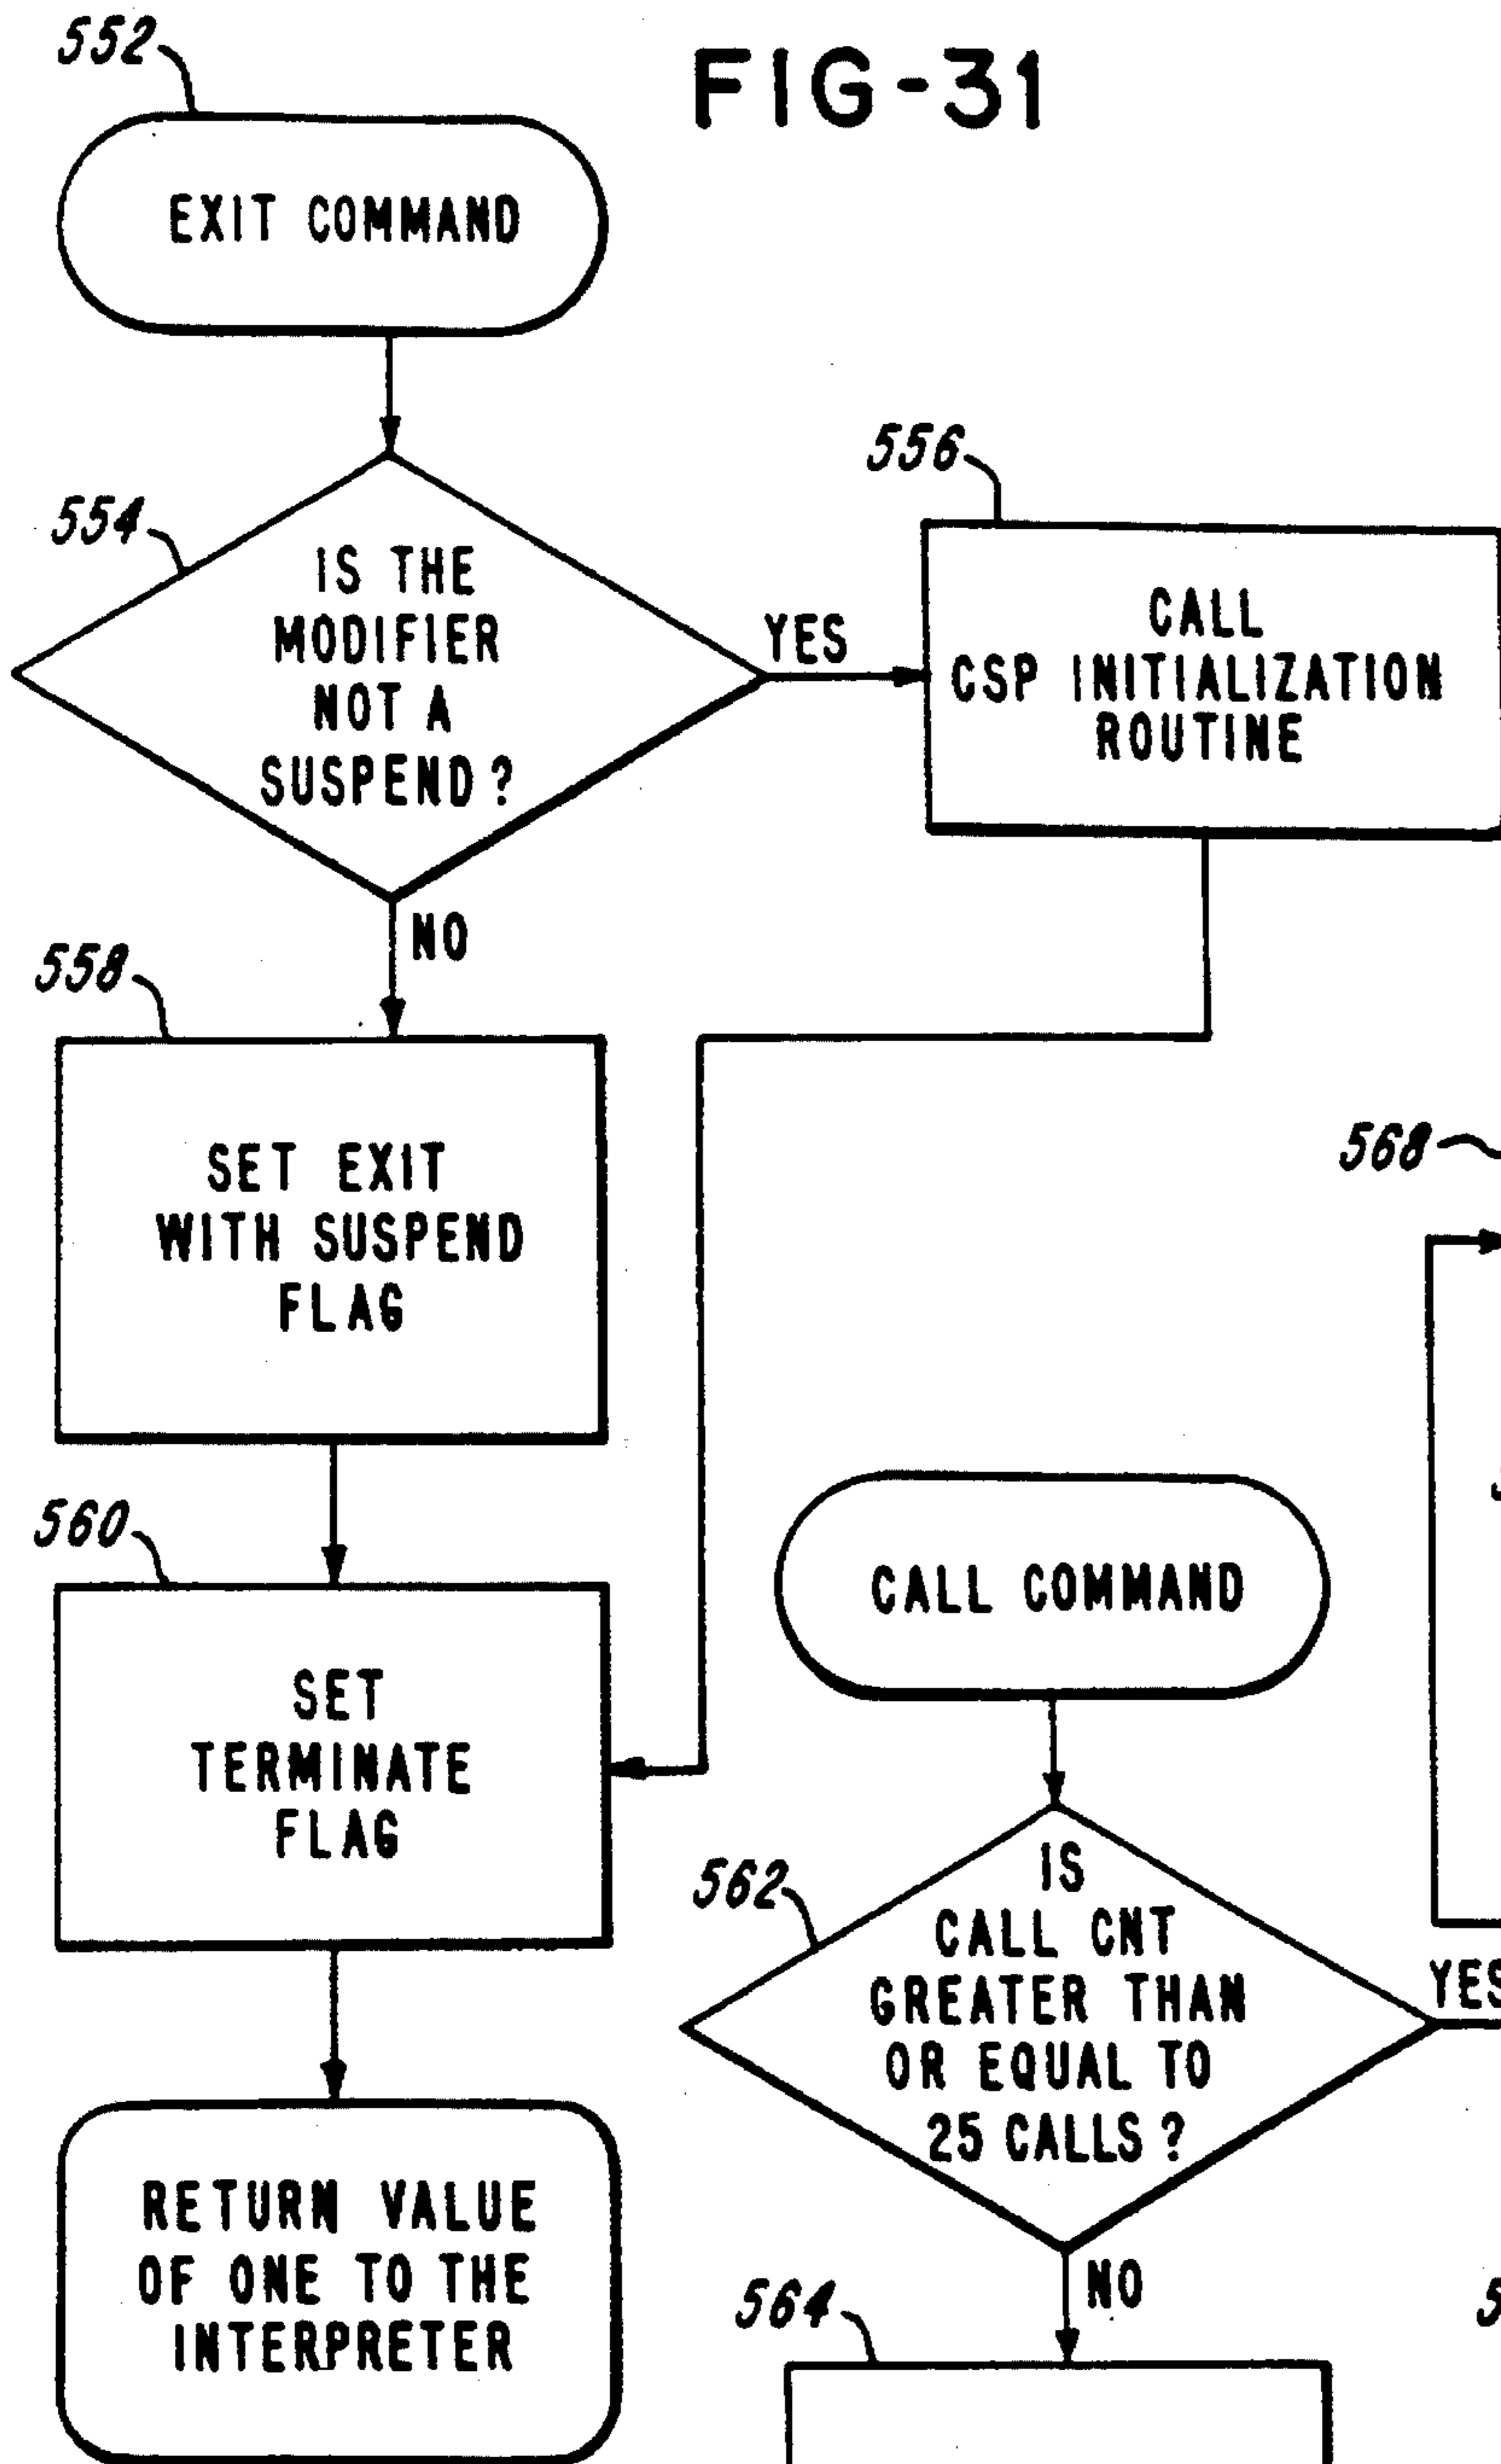 FIG-31
552
EXIT COMMAND
554
IS THE
MODIFIER
NOT A
SUSPEND?
YES
NO
556
CALL
CSP INITIALIZATION
ROUTINE
558
SET EXIT
WITH SUSPEND
FLAG
560
SET
TERMINATE
FLAG
RETURN VALUE
OF ONE TO THE
INTERPRETER
568
CALL COMMAND
562
IS
CALL CNT
GREATER THAN
OR EQUAL TO
25 CALLS?
YES
NO
564